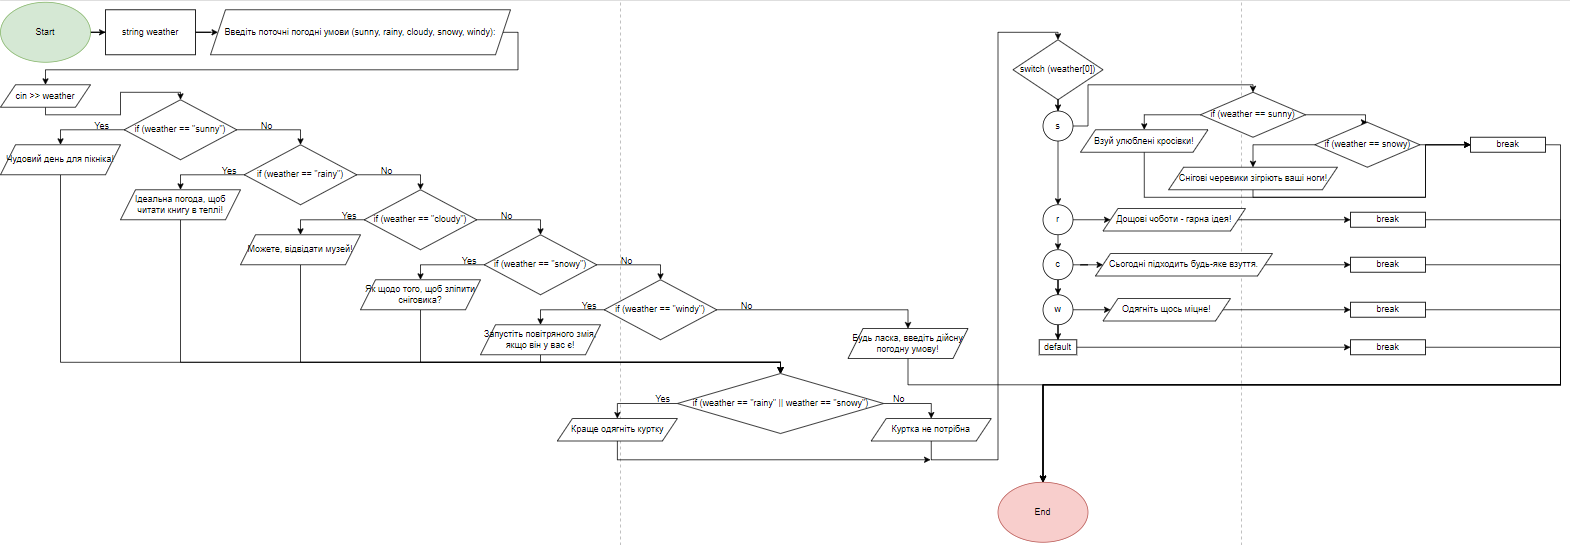 Start
string weather
Введіть поточні погодні умови (sunny, rainy, cloudy, snowy, windy):
cin >> weather
if (weather == "sunny")
Yes
No
Чудовий день для пікніка!
if (weather == "rainy")
Yes
No
Ідеальна погода, щоб
читати книгу в теплі!
if (weather == "cloudy")
Yes
No
Можете, відвідати музей!
if (weather == "snowy")
Yes
No
Як щодо того, щоб зліпити
сніговика?
if (weather == "windy")
Yes
No
Запустіть повітряного змія,
якщо він у вас є!
Будь ласка, введіть дійсну
погодну умову!
if (weather == "rainy" || weather == "snowy")
Yes
No
Краще одягніть куртку
Куртка не потрібна
switch (weather[0])
s
if (weather == sunny)
Взуй улюблені кросівки!
if (weather == snowy)
Снігові черевики зігріють ваші ноги!
break
r
Дощові чоботи - гарна ідея!
break
c
Сьогодні підходить будь-яке взуття.
break
w
Одягніть щось міцне!
break
default
break
End